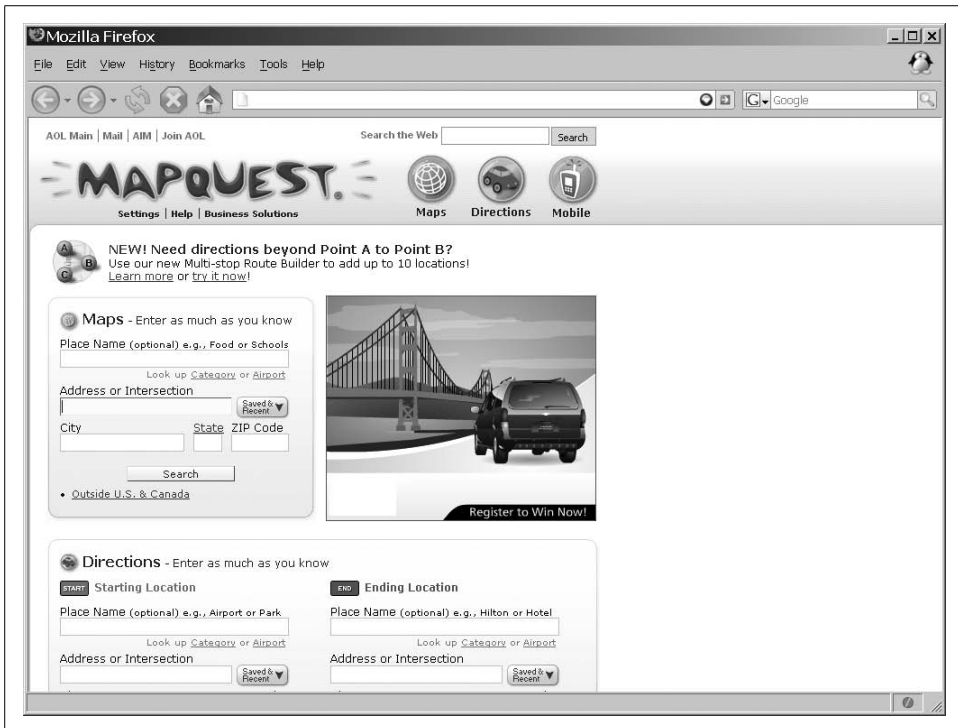 Mozilla Firefox
File Edit View History Bookmarks Tools Help
G Google
AOL Main | Mail | AIM | Join AOL
Search the Web Search
MAPQUEST.
Settings | Help | Business Solutions
Maps Directions Mobile
A
B
C
NEW! Need directions beyond Point A to Point B?
Use our new Multi-stop Route Builder to add up to 10 locations!
Learn more or try it now!
Maps - Enter as much as you know
Place Name (optional) e.g., Food or Schools
Look up Category or Airport
Address or Intersection
Saved & Recent
City State ZIP Code
Search
• Outside U.S. & Canada
Register to Win Now!
Directions - Enter as much as you know
START Starting Location
Place Name (optional) e.g., Airport or Park
Look up Category or Airport
Address or Intersection
Saved & Recent
END Ending Location
Place Name (optional) e.g., Hilton or Hotel
Look up Category or Airport
Address or Intersection
Saved & Recent